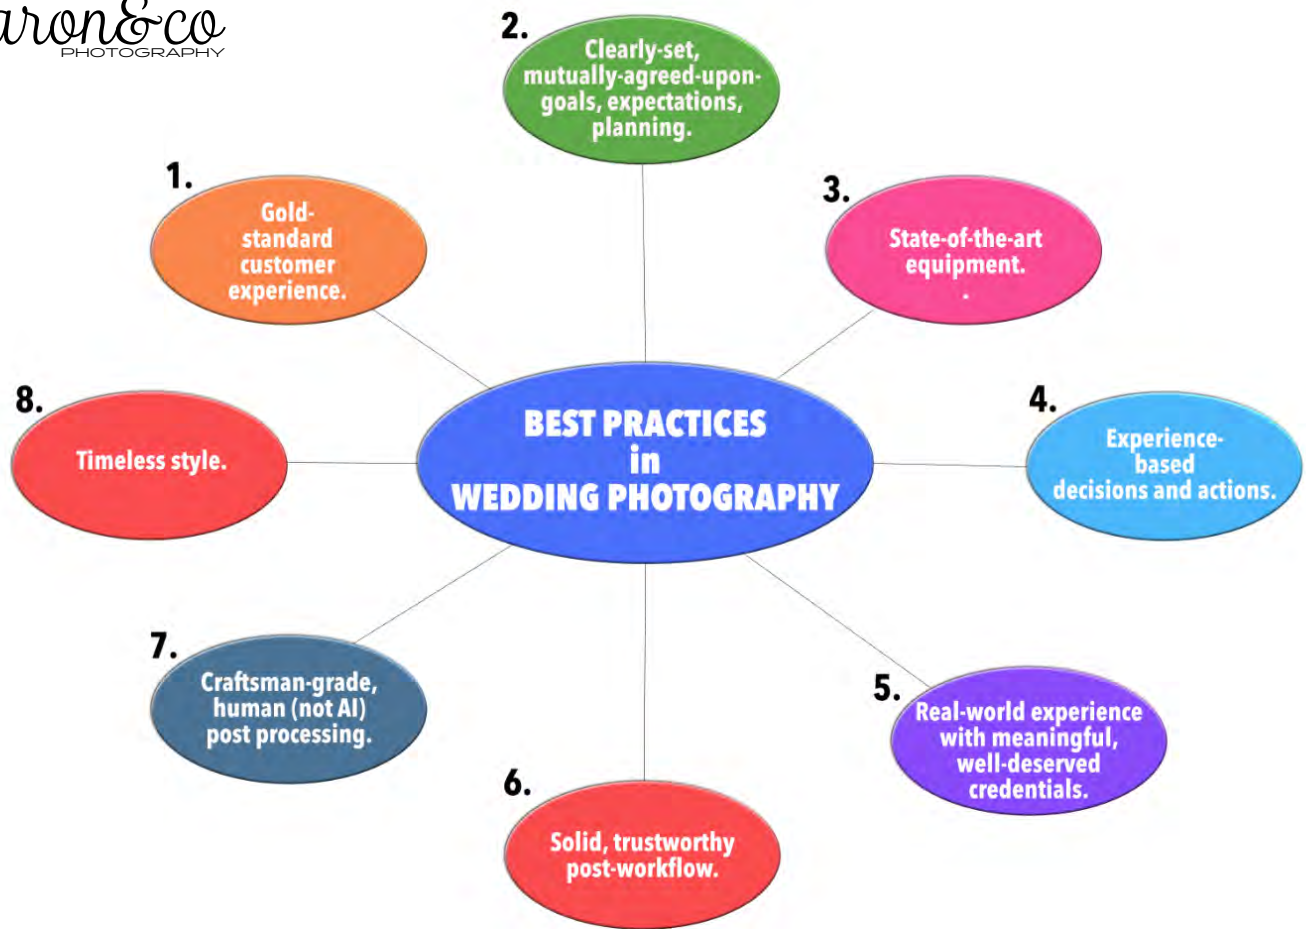 aron&co
PHOTOGRAPHY
1.
Gold-
standard
customer
experience.
2.
Clearly-set,
mutually-agreed-upon-
goals, expectations,
planning.
3.
State-of-the-art
equipment.
.
4.
Experience-
based
decisions and actions.
5.
Real-world experience
with meaningful,
well-deserved
credentials.
6.
Solid, trustworthy
post-workflow.
7.
Craftsman-grade,
human (not AI)
post processing.
8.
Timeless style.
BEST PRACTICES
in
WEDDING PHOTOGRAPHY